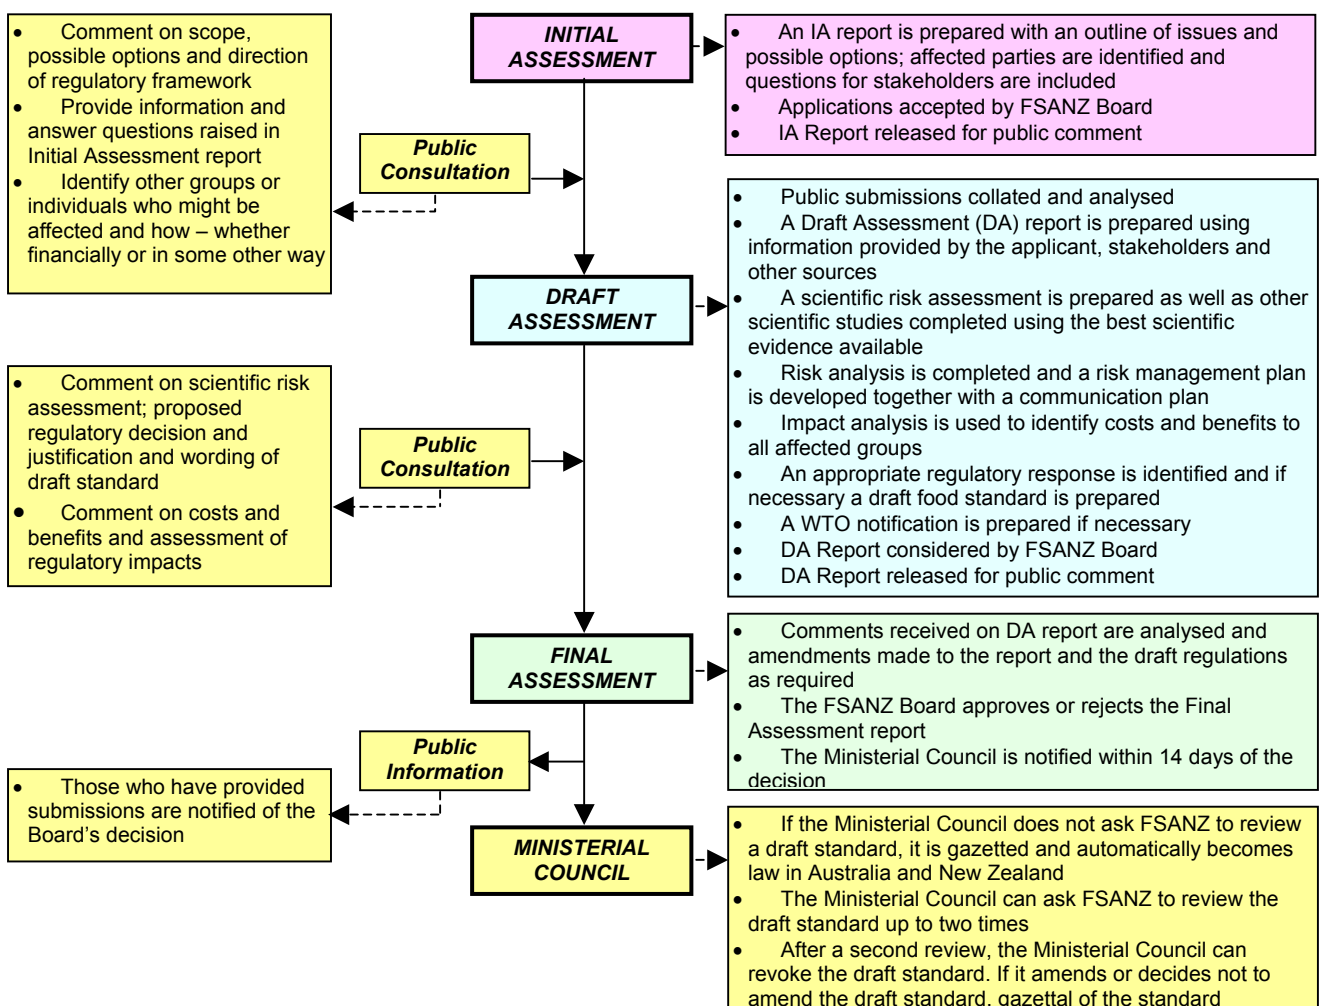 • Comment on scope,
possible options and direction
of regulatory framework
• Provide information and
answer questions raised in
Initial Assessment report
• Identify other groups or
individuals who might be
affected and how – whether
financially or in some other way
INITIAL
ASSESSMENT
• An IA report is prepared with an outline of issues and
possible options; affected parties are identified and
questions for stakeholders are included
• Applications accepted by FSANZ Board
• IA Report released for public comment
Public
Consultation
• Public submissions collated and analysed
• A Draft Assessment (DA) report is prepared using
information provided by the applicant, stakeholders and
other sources
• A scientific risk assessment is prepared as well as other
scientific studies completed using the best scientific
evidence available
• Risk analysis is completed and a risk management plan
is developed together with a communication plan
• Impact analysis is used to identify costs and benefits to
all affected groups
• An appropriate regulatory response is identified and if
necessary a draft food standard is prepared
• A WTO notification is prepared if necessary
• DA Report considered by FSANZ Board
• DA Report released for public comment
DRAFT
ASSESSMENT
• Comment on scientific risk
assessment; proposed
regulatory decision and
justification and wording of
draft standard
• Comment on costs and
benefits and assessment of
regulatory impacts
Public
Consultation
FINAL
ASSESSMENT
• Comments received on DA report are analysed and
amendments made to the report and the draft regulations
as required
• The FSANZ Board approves or rejects the Final
Assessment report
• The Ministerial Council is notified within 14 days of the
decision
Public
Information
• Those who have provided
submissions are notified of the
Board's decision
MINISTERIAL
COUNCIL
• If the Ministerial Council does not ask FSANZ to review
a draft standard, it is gazetted and automatically becomes
law in Australia and New Zealand
• The Ministerial Council can ask FSANZ to review the
draft standard up to two times
• After a second review, the Ministerial Council can
revoke the draft standard. If it amends or decides not to
amend the draft standard, gazettal of the standard